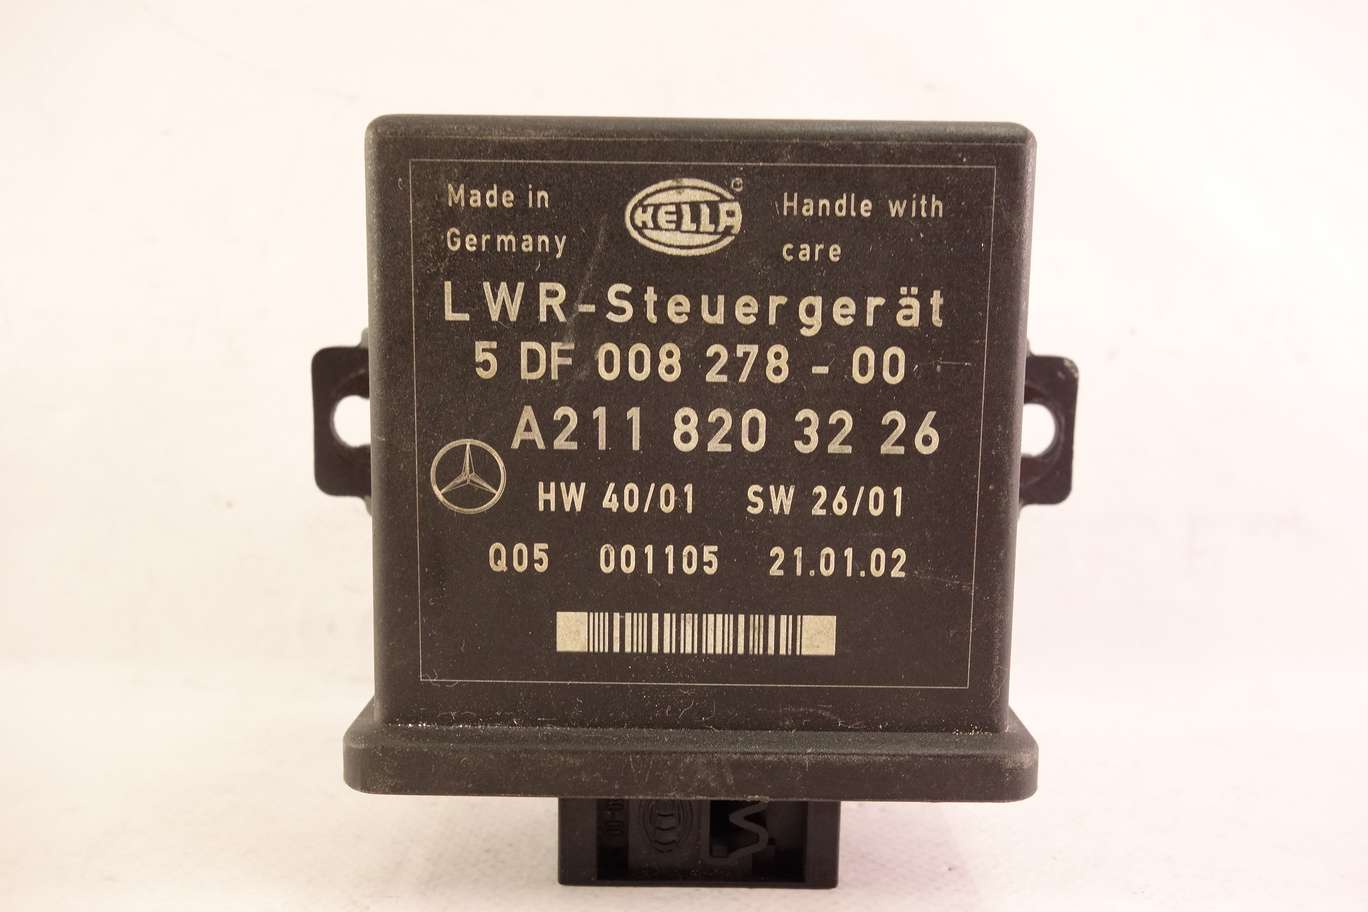 Made in
Germany
HELLA
©
Handle with
care
LWR-Steuergerät
5 DF 008 278 - 00
A211 820 32 26
HW 40/01 SW 26/01
Q05 001105 21.01.02